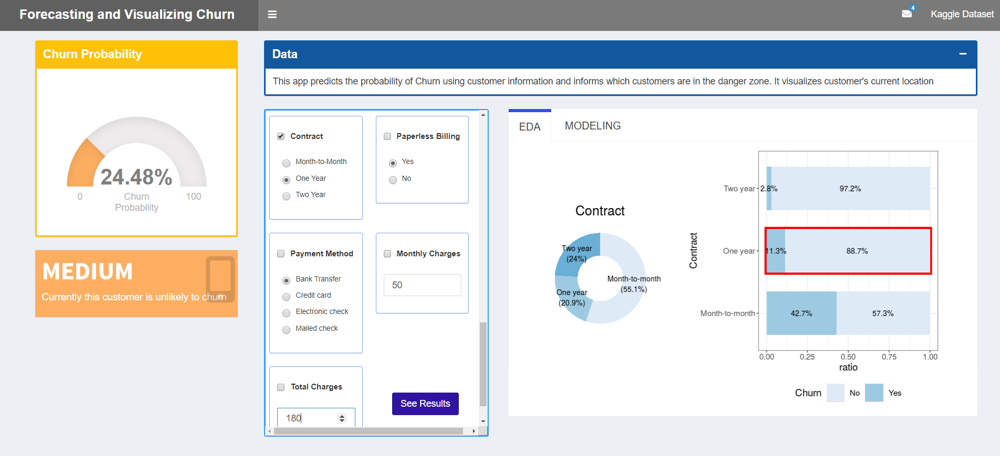 Forecasting and Visualizing Churn
4
Kaggle Dataset
Churn Probability
24.48%
0
Churn
Probability
100
MEDIUM
Currently this customer is unlikely to churn
Data
This app predicts the probability of Churn using customer information and informs which customers are in the danger zone. It visualizes customer's current location
Contract
Month-to-Month
One Year
Two Year
Paperless Billing
Yes
No
Payment Method
Bank Transfer
Credit card
Electronic check
Mailed check
Monthly Charges
50
Total Charges
180
See Results
EDA
MODELING
Contract
Two year
(24%)
Month-to-month
(55.1%)
One year
(20.9%)
Contract
Two year
2.8%
97.2%
One year
11.3%
88.7%
Month-to-month
42.7%
57.3%
0.00
0.25
0.50
0.75
1.00
ratio
Churn
No
Yes